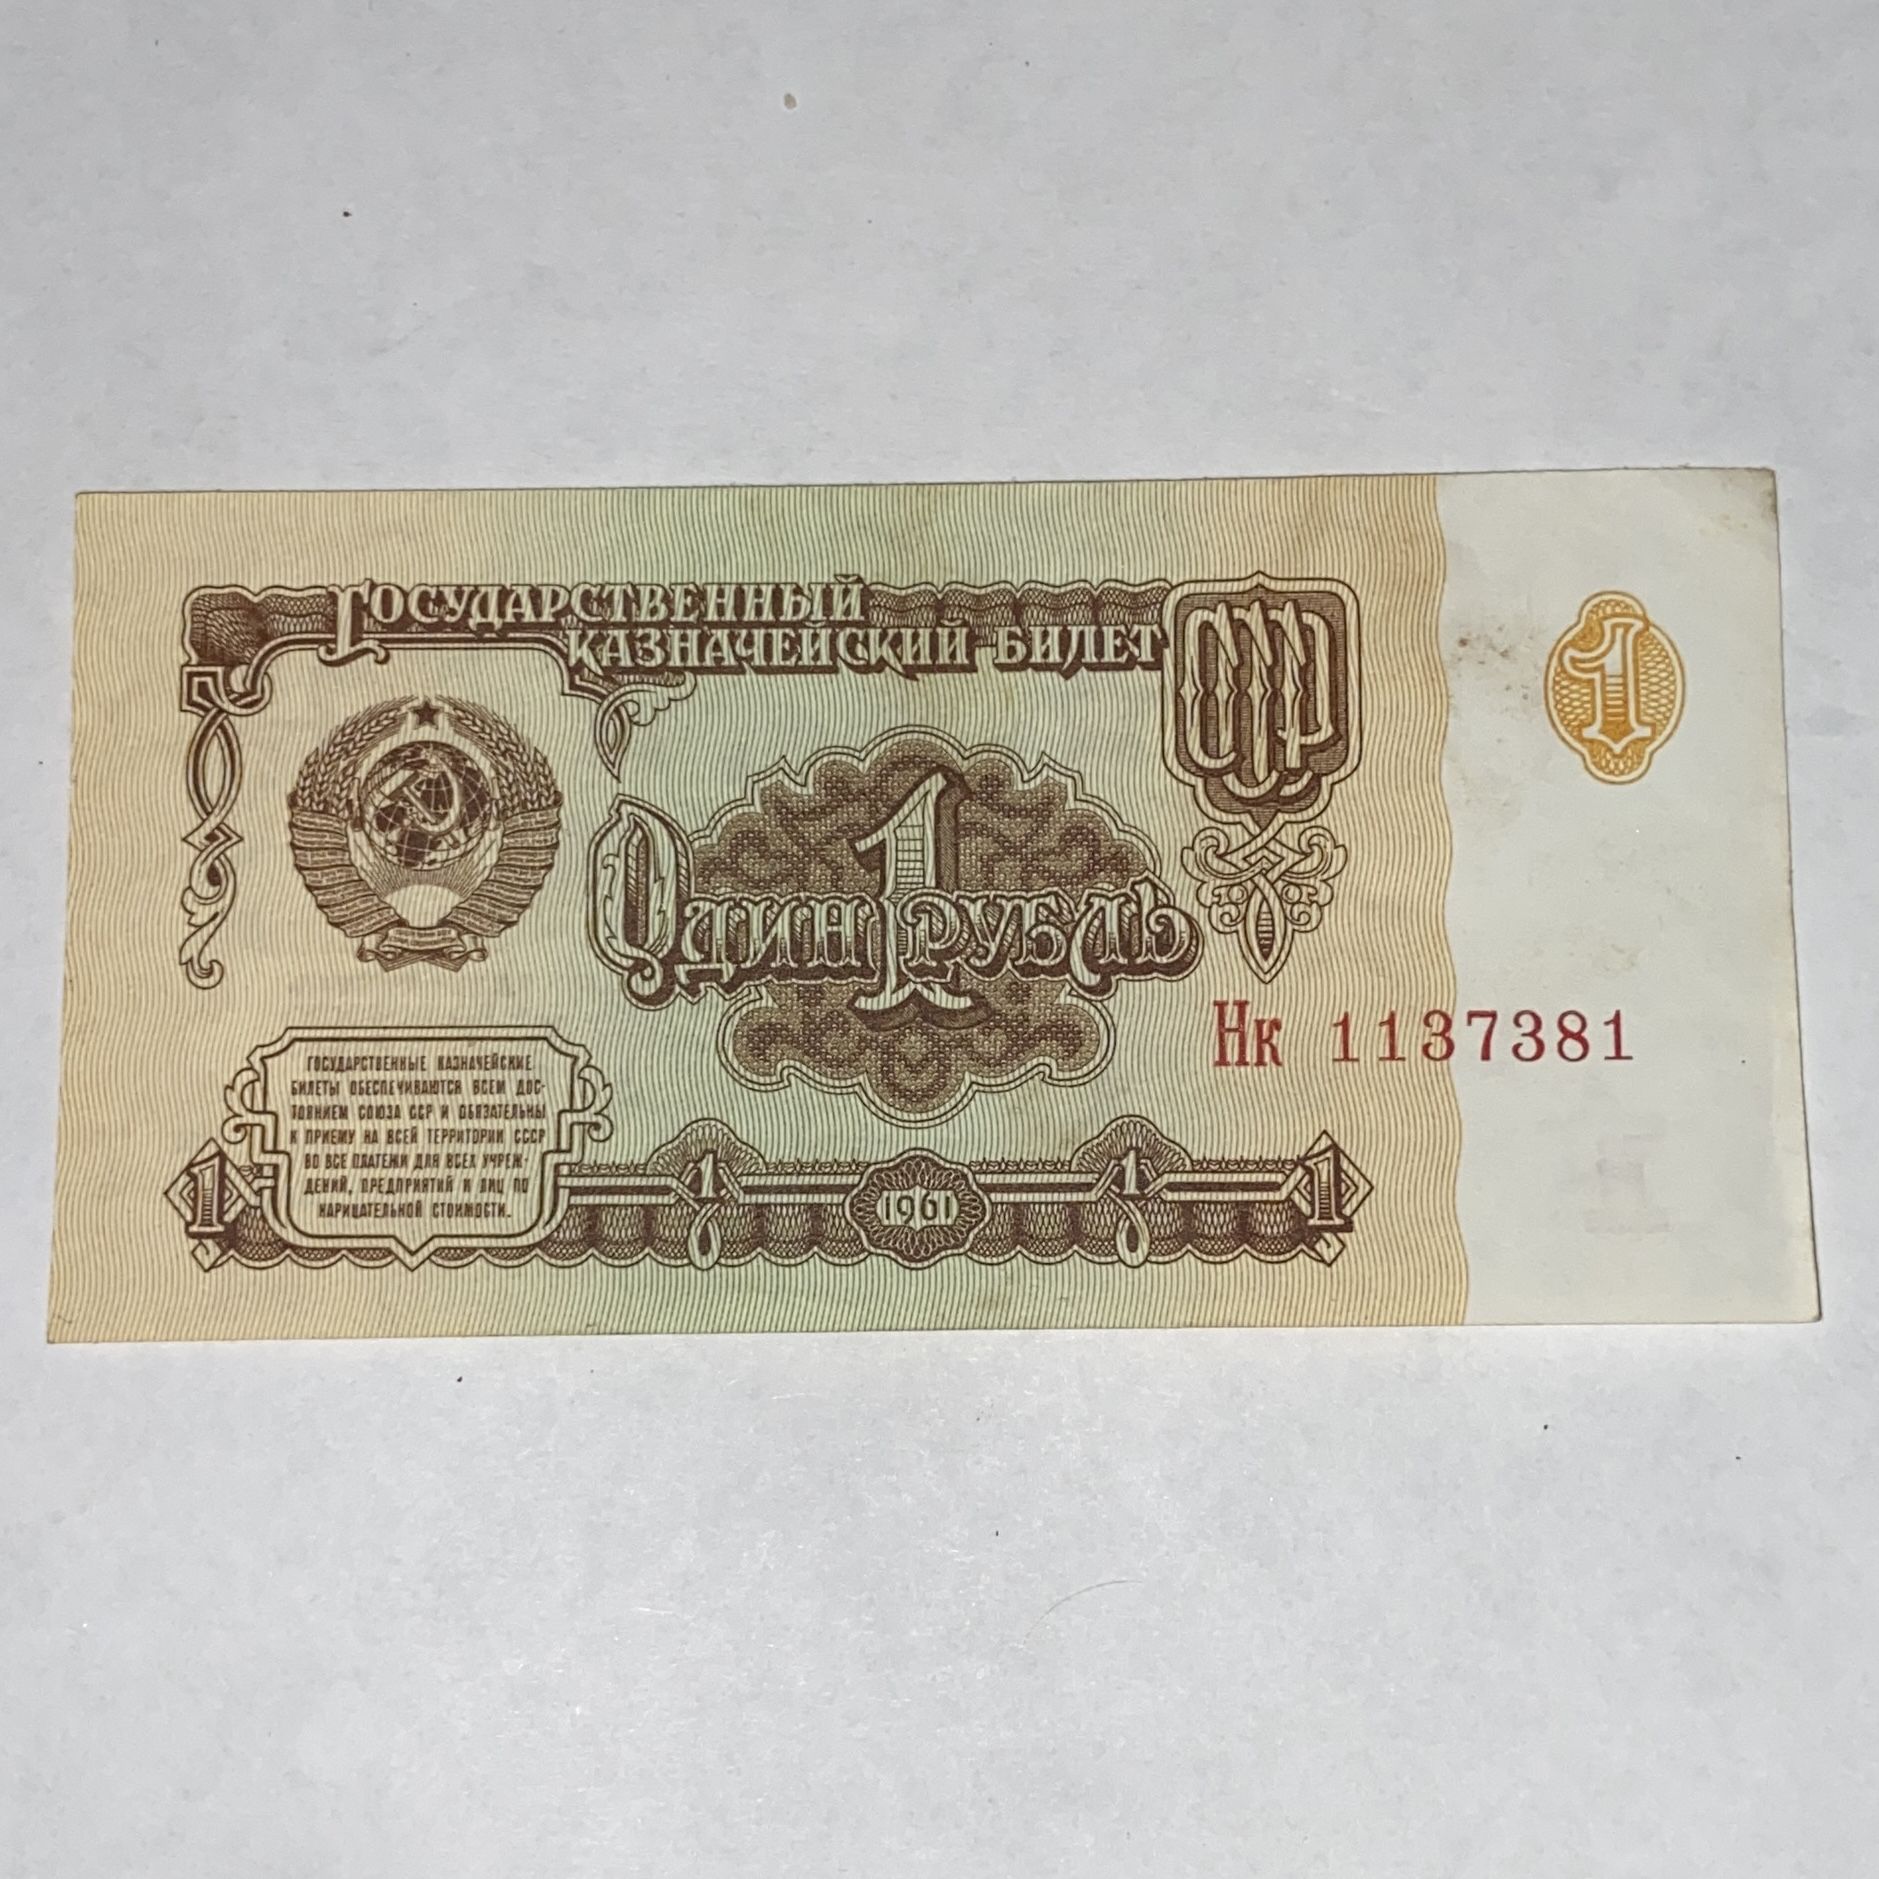 ГОСУДАРСТВЕННЫЙ
КАЗНАЧЕЙСКИЙ БИЛЕТ
СССР
1
1
ОДИН РУБЛЬ
Нк 1137381
ГОСУДАРСТВЕННЫЕ КАЗНАЧЕЙСКИЕ
БИЛЕТЫ ОБЕСПЕЧИВАЮТСЯ ВСЕМ ДОС-
ТОЯНИЕМ СОЮЗА ССР И ОБЯЗАТЕЛЬНЫ
К ПРИЕМУ НА ВСЕЙ ТЕРРИТОРИИ СССР
ВО ВСЕ ПЛАТЕЖИ ДЛЯ ВСЕХ УЧРЕЖ-
ДЕНИЙ, ПРЕДПРИЯТИЙ И ЛИЦ ПО
НАРИЦАТЕЛЬНОЙ СТОИМОСТИ.
1 1 1961 1 1